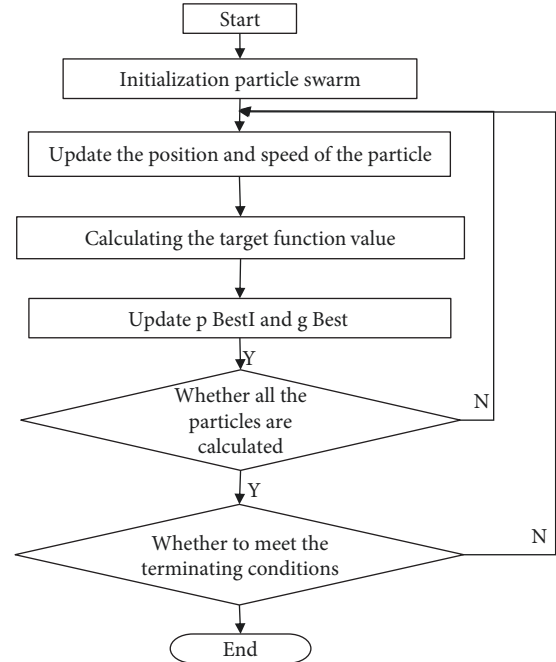 Start
Initialization particle swarm
Update the position and speed of the particle
Calculating the target function value
Update p BestI and g Best
Y
Whether all the
particles are
calculated
N
Y
Whether to meet the
terminating conditions
N
End